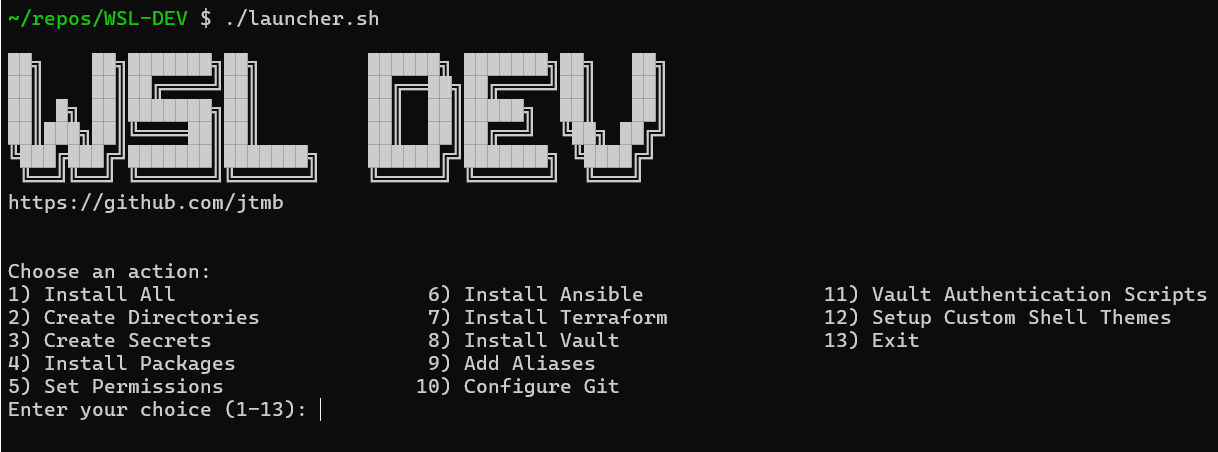 ~/repos/WSL-DEV $ ./launcher.sh
WSL DEV
https://github.com/jtmb
Choose an action:
1) Install All 6) Install Ansible 11) Vault Authentication Scripts
2) Create Directories 7) Install Terraform 12) Setup Custom Shell Themes
3) Create Secrets 8) Install Vault 13) Exit
4) Install Packages 9) Add Aliases
5) Set Permissions 10) Configure Git
Enter your choice (1-13):